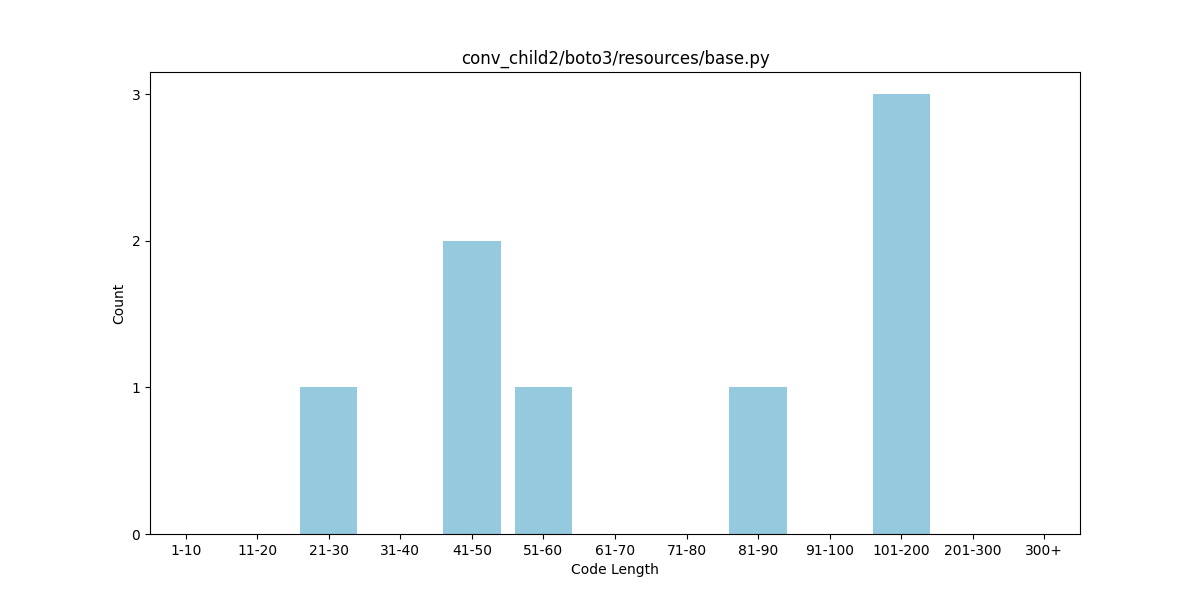 conv_child2/boto3/resources/base.py
3
2
1
0
Count
1-10 11-20 21-30 31-40 41-50 51-60 61-70 71-80 81-90 91-100 101-200 201-300 300+
Code Length